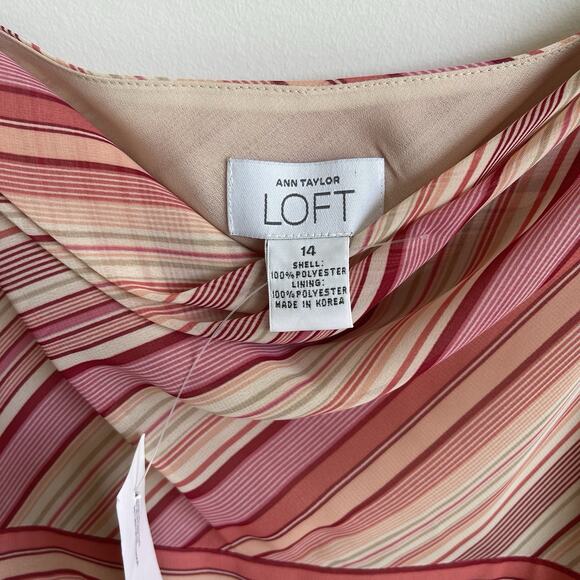 ANN TAYLOR
LOFT
14
SHELL:
100% POLYESTER
LINING:
100% POLYESTER
MADE IN KOREA